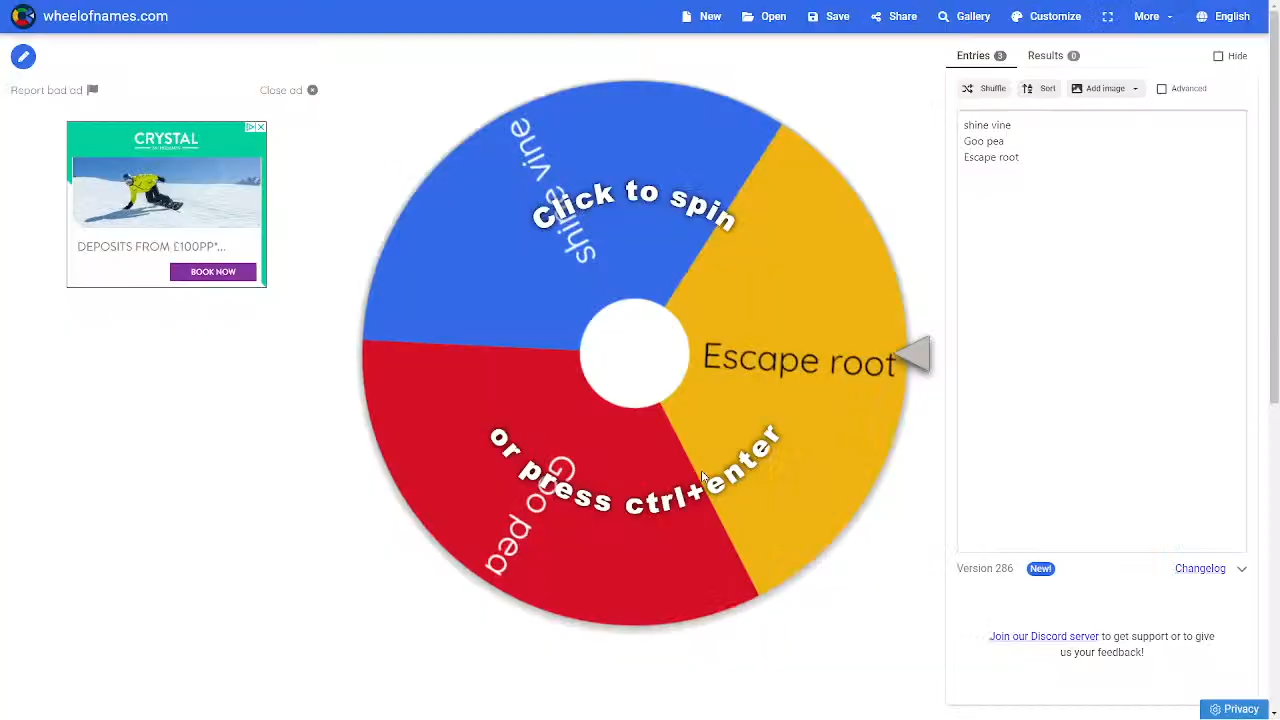 wheelofnames.com
New
Open
Save
Share
Gallery
Customize
More
English
Entries 3
Results 0
Hide
Report bad ad
Close ad
Shuffle
Sort
Add image
Advanced
CRYSTAL
DEPOSITS FROM £100PP*...
BOOK NOW
shine vine
Goo pea
Escape root
shine vine
Click to spin
Escape root
or press ctrl+enter
Goo pea
Version 286
New!
Changelog
Join our Discord server to get support or to give
us your feedback!
Privacy